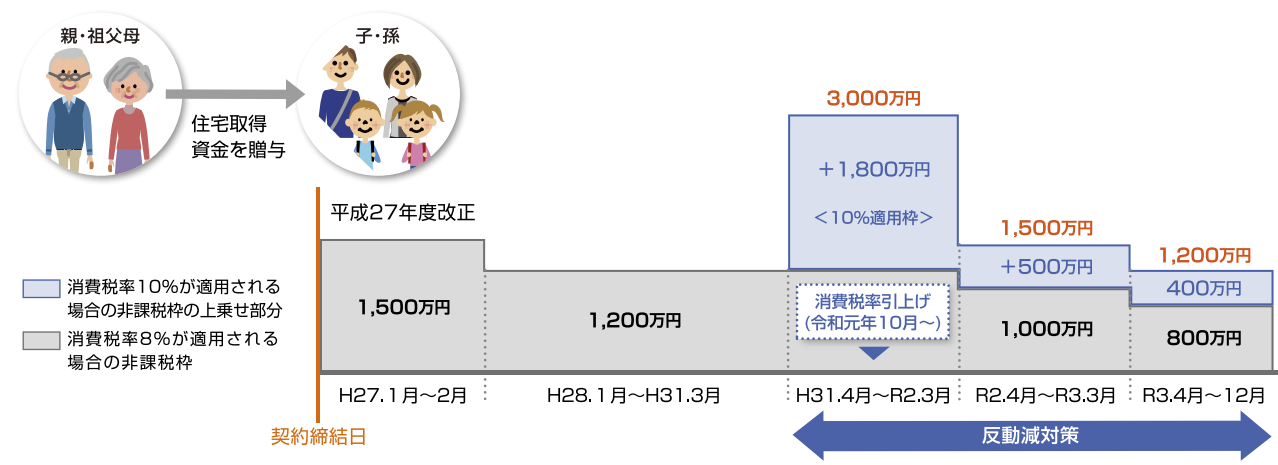 親・祖父母
子・孫
住宅取得
資金を贈与
平成27年度改正
3,000万円
+1,800万円
<10%適用枠>
1,500万円
+500万円
1,200万円
400万円
消費税率10%が適用される
場合の非課税枠の上乗せ部分
消費税率8%が適用される
場合の非課税枠
1,500万円
1,200万円
消費税率引上げ
(令和元年10月～)
1,000万円
800万円
H27.1月～2月
H28.1月～H31.3月
H31.4月～R2.3月
R2.4月～R3.3月
R3.4月～12月
契約締結日
反動減対策